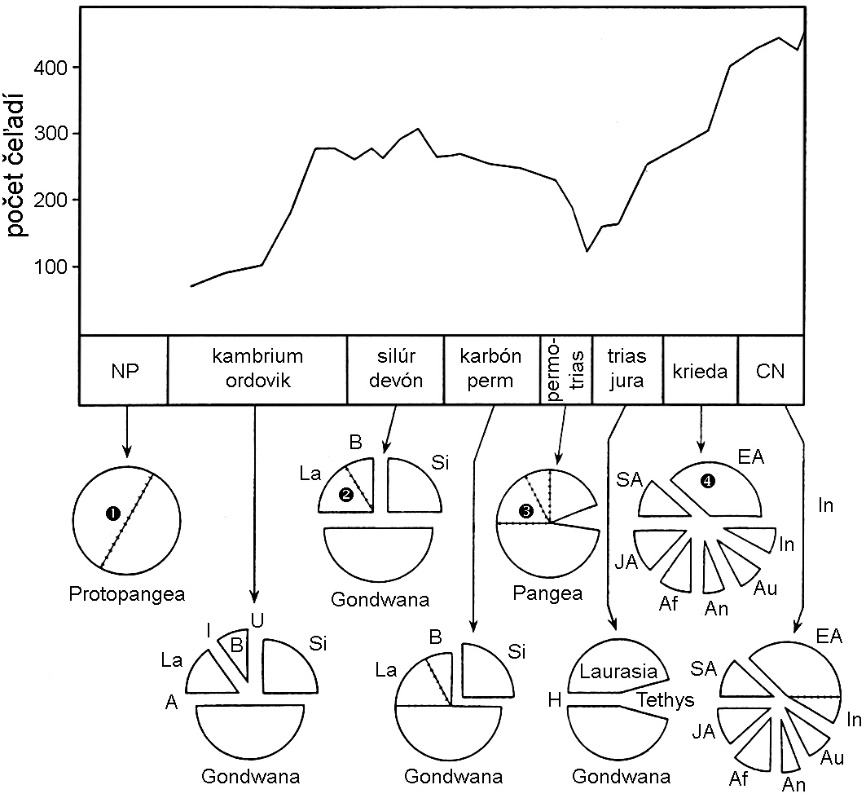 počet čeľadí
400
300
200
100
NP
kambrium
ordovik
silúr
devón
karbón
perm
permo-
trias
trias
jura
krieda
CN
1
Protopangea
B
La
2
Si
Gondwana
3
Pangea
EA
SA
4
JA
Af
An
Au
In
In
I
U
La
B
Si
A
Gondwana
B
La
Si
Gondwana
Laurasia
H
Tethys
Gondwana
EA
SA
JA
Af
An
Au
In